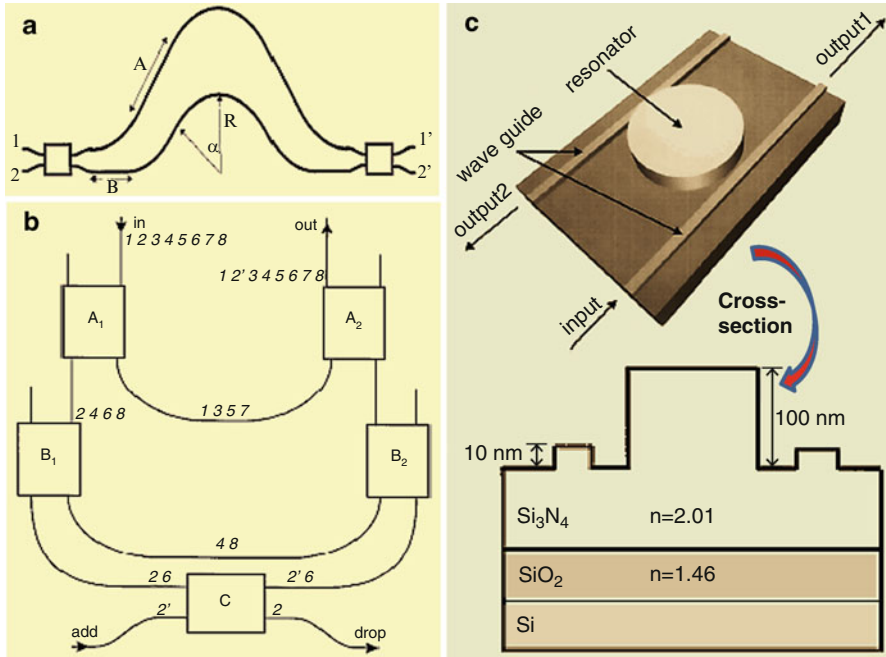 a
A
R
α
B
1
2
1'
2'
b
in
1 2 3 4 5 6 7 8
out
1 2' 3 4 5 6 7 8
A1
A2
1 3 5 7
2 4 6 8
B1
B2
4 8
2 6
2' 6
C
2'
2
add
drop
c
output1
resonator
wave guide
output2
input
Cross-
section
100 nm
10 nm
Si3N4 n=2.01
SiO2 n=1.46
Si